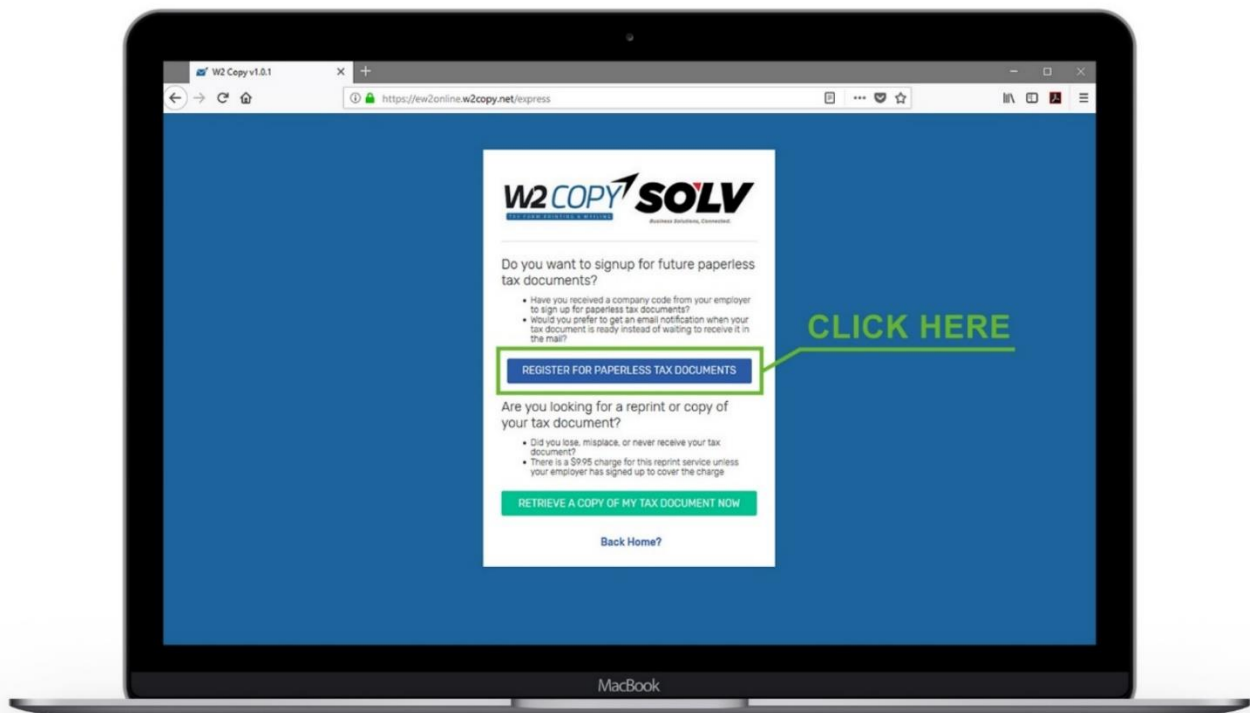 W2 Copy v1.0.1
https://ew2online.w2copy.net/express
W2 COPY SOLV
TAX FORM PRINTING & MAILING
Business Solutions, Connected.
Do you want to signup for future paperless
tax documents?
• Have you received a company code from your employer
to sign up for paperless tax documents?
• Would you prefer to get an email notification when your
tax document is ready instead of waiting to receive it in
the mail?
CLICK HERE
REGISTER FOR PAPERLESS TAX DOCUMENTS
Are you looking for a reprint or copy of
your tax document?
• Did you lose, misplace, or never receive your tax
document?
• There is a $9.95 charge for this reprint service unless
your employer has signed up to cover the charge
RETRIEVE A COPY OF MY TAX DOCUMENT NOW
Back Home?
MacBook